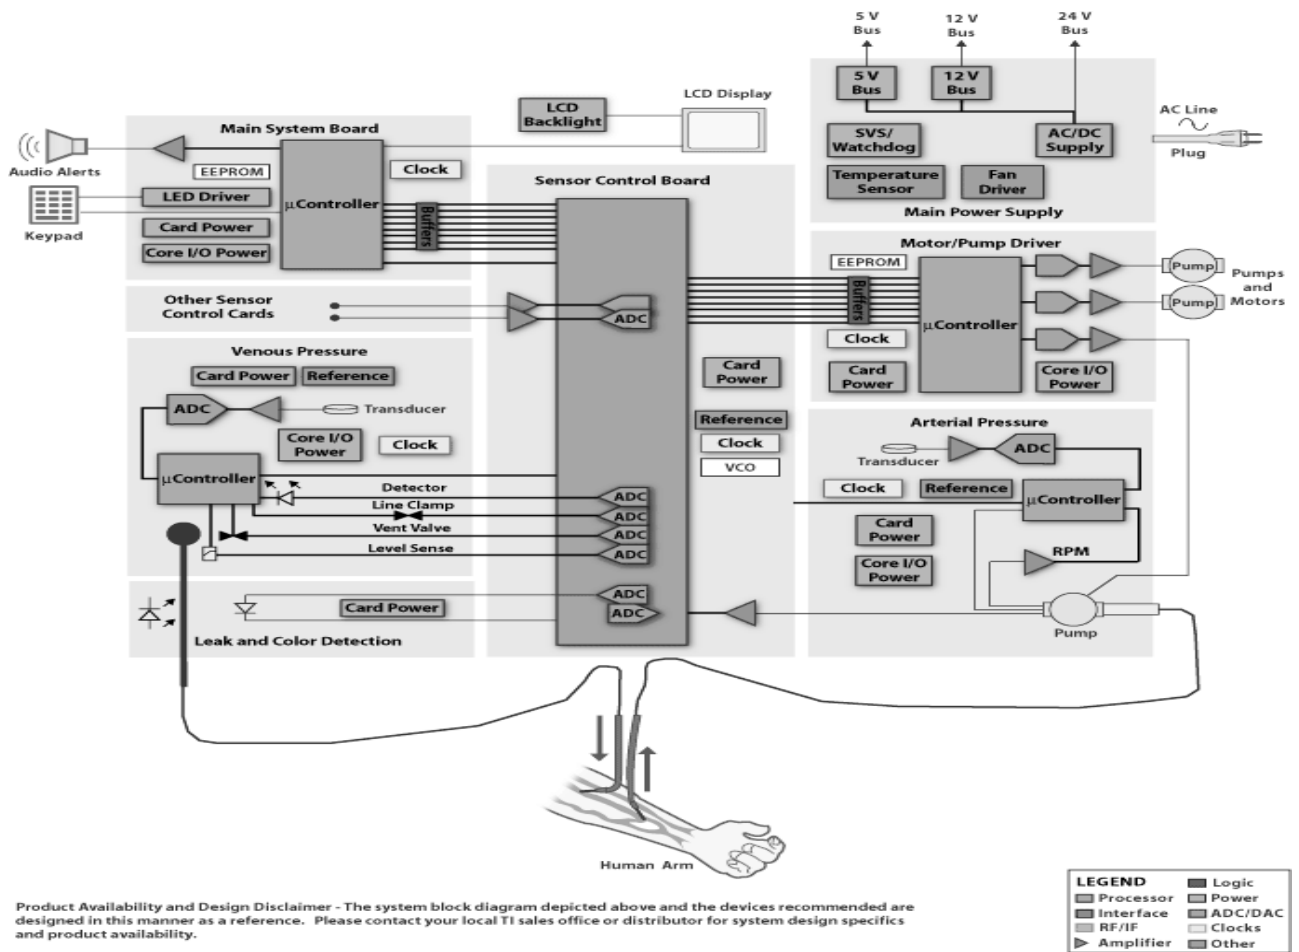 5 V
Bus
12 V
Bus
24 V
Bus
5 V
Bus
12 V
Bus
SVS/
Watchdog
AC/DC
Supply
Temperature
Sensor
Fan
Driver
Main Power Supply
AC Line
Plug
LCD
Backlight
LCD Display
Main System Board
Audio Alerts
EEPROM
Clock
LED Driver
µController
Buffers
Keypad
Card Power
Core I/O Power
Sensor Control Board
Other Sensor
Control Cards
ADC
Motor/Pump Driver
EEPROM
Buffers
µController
Clock
Card
Power
Core I/O
Power
Pump
Pump
Pumps
and
Motors
Venous Pressure
Card Power
Reference
ADC
Transducer
Core I/O
Power
Clock
µController
Detector
Line Clamp
Vent Valve
Level Sense
ADC
ADC
ADC
ADC
Card
Power
Reference
Clock
VCO
Arterial Pressure
Transducer
ADC
Clock
Reference
µController
Card
Power
Core I/O
Power
RPM
Pump
Card Power
Leak and Color Detection
ADC
ADC
Human Arm
Product Availability and Design Disclaimer - The system block diagram depicted above and the devices recommended are
designed in this manner as a reference. Please contact your local TI sales office or distributor for system design specifics
and product availability.
LEGEND
Processor
Interface
RF/IF
Amplifier
Logic
Power
ADC/DAC
Clocks
Other